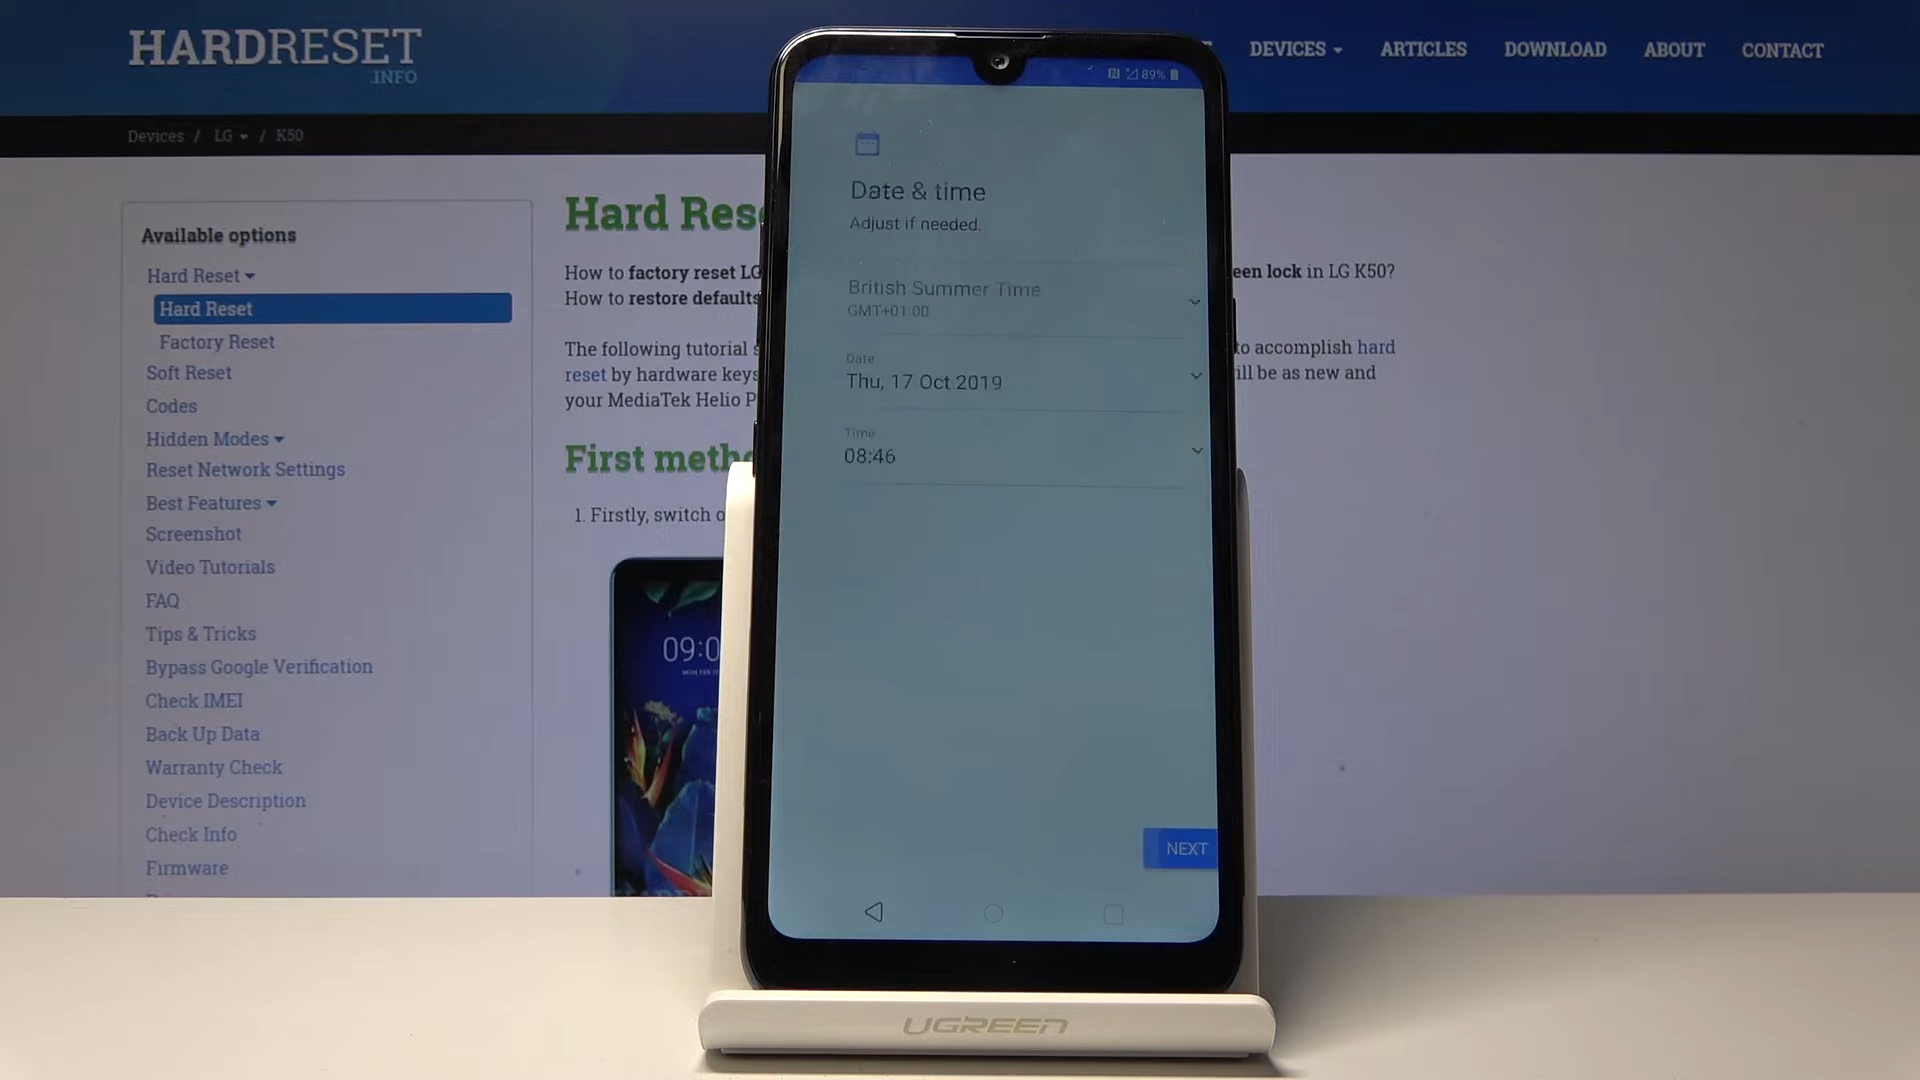 HARDRESET
.INFO
DEVICES
ARTICLES
DOWNLOAD
ABOUT
CONTACT
Devices / LG / K50
Available options
Hard Reset
Hard Reset
Factory Reset
Soft Reset
Codes
Hidden Modes
Reset Network Settings
Best Features
Screenshot
Video Tutorials
FAQ
Tips & Tricks
Bypass Google Verification
Check IMEI
Back Up Data
Warranty Check
Device Description
Check Info
Firmware
Hard Res
How to factory reset LG
een lock in LG K50?
How to restore defaults
The following tutorial s
to accomplish hard
reset by hardware keys
ill be as new and
your MediaTek Helio P
First meth
1. Firstly, switch o
09:0
89%
Date & time
Adjust if needed.
British Summer Time
GMT+01:00
Date
Thu, 17 Oct 2019
Time
08:46
NEXT
UGREEN